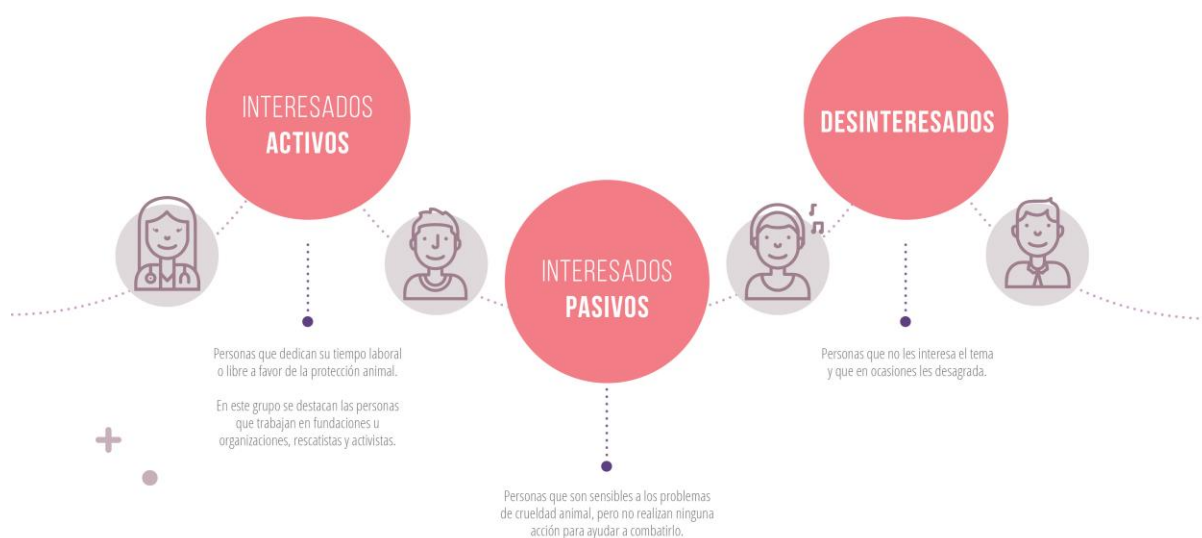 INTERESADOS
ACTIVOS
Personas que dedican su tiempo laboral
o libre a favor de la protección animal.
En este grupo se destacan las personas
que trabajan en fundaciones u
organizaciones, rescatistas y activistas.
INTERESADOS
PASIVOS
Personas que son sensibles a los problemas
de crueldad animal, pero no realizan ninguna
acción para ayudar a combatirlo.
DESINTERESADOS
Personas que no les interesa el tema
y que en ocasiones les desagrada.